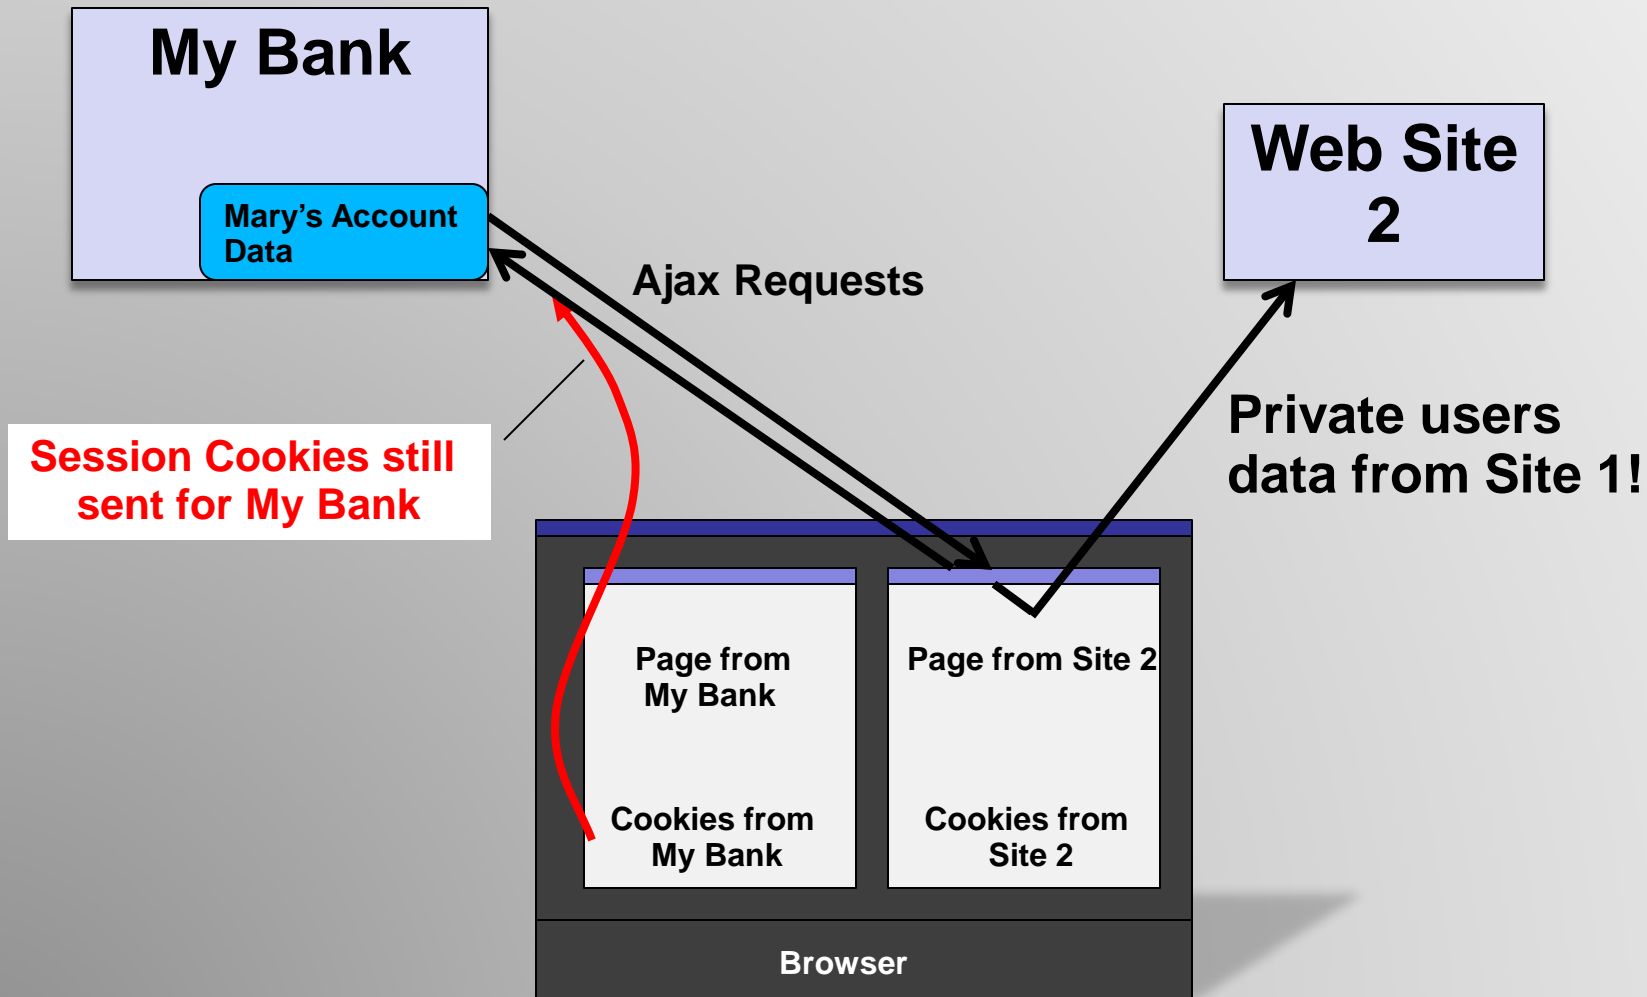 My Bank
Mary’s Account
Data
Web Site
2
Ajax Requests
Session Cookies still
sent for My Bank
Private users
data from Site 1!
Page from
My Bank
Cookies from
My Bank
Page from Site 2
Cookies from
Site 2
Browser